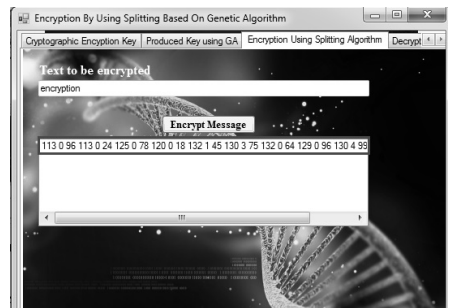 Encryption By Using Splitting Based On Genetic Algorithm
Cryptographic Encyption Key Produced Key using GA Encryption Using Splitting Algorithm Decrypt
Text to be encrypted
encryption
Encrypt Message
113 0 96 113 0 24 125 0 78 120 0 18 132 1 45 130 3 75 132 0 64 129 0 96 130 4 99